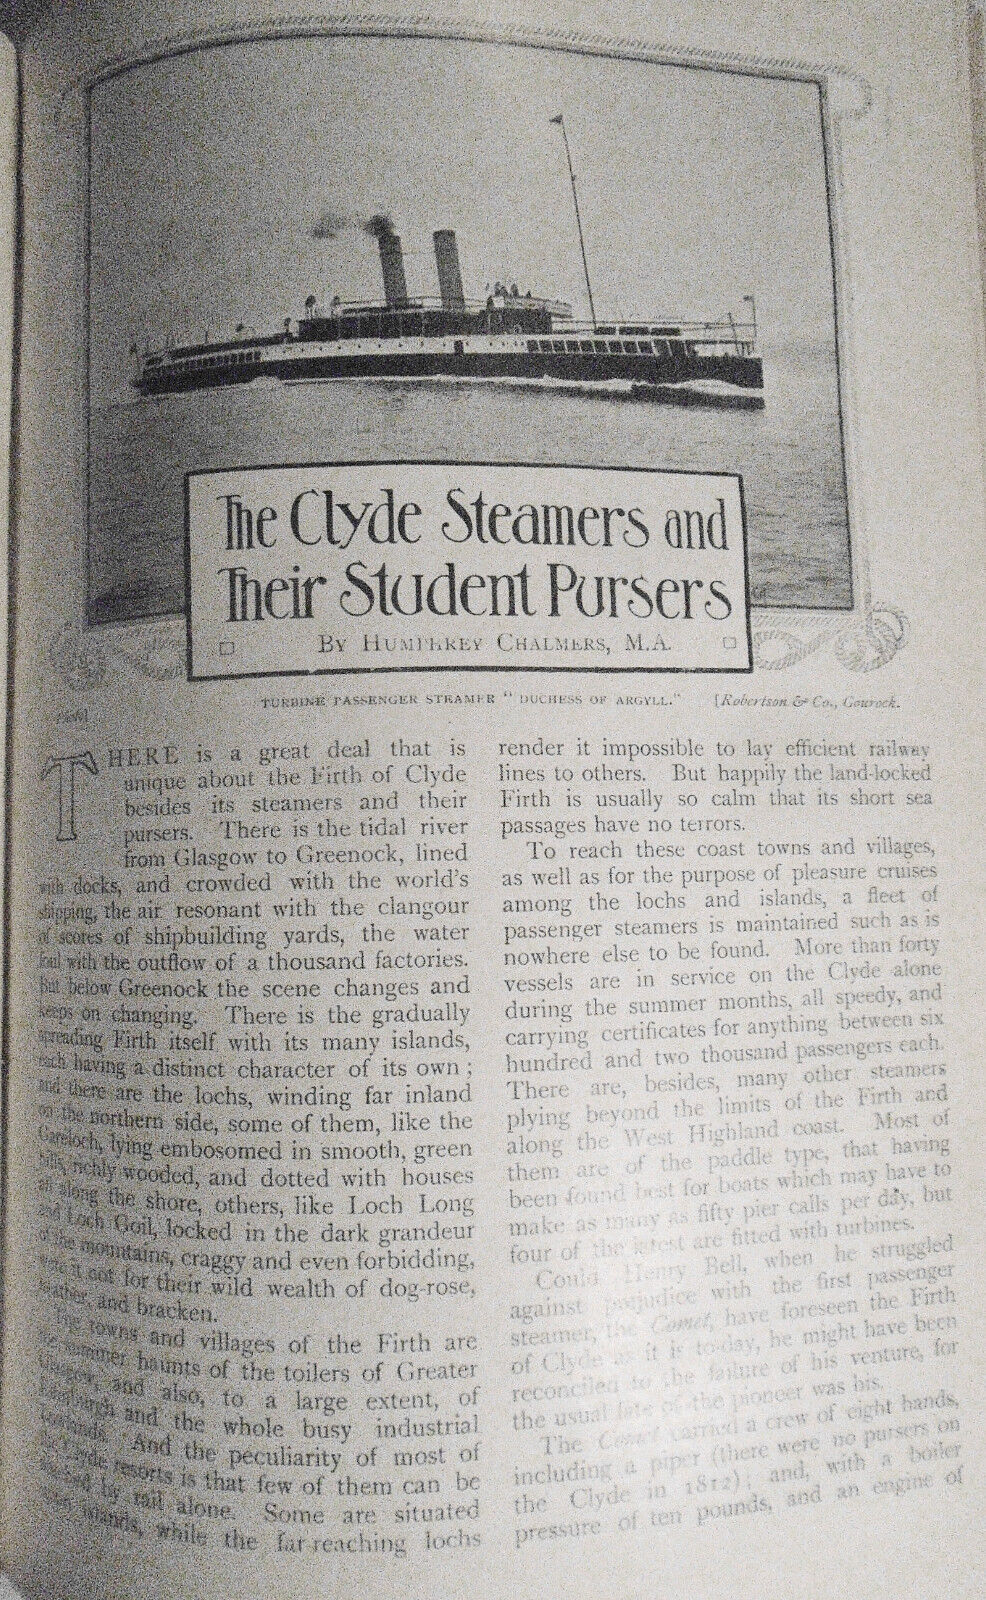 The Clyde Steamers and
Their Student Pursers
BY HUMPHREY CHALMERS, M.A.
TURBINE PASSENGER STEAMER "DUCHESS OF ARGYLL."
[Robertson & Co., Gourock.
THERE is a great deal that is
unique about the Firth of Clyde
besides its steamers and their
pursers. There is the tidal river
from Glasgow to Greenock, lined
with docks, and crowded with the world's
shipping, the air resonant with the clangour
of scores of shipbuilding yards, the water
foul with the outflow of a thousand factories.
But below Greenock the scene changes and
keeps on changing. There is the gradually
spreading Firth itself with its many islands,
each having a distinct character of its own;
and there are the lochs, winding far inland
on the northern side, some of them, like the
Gareloch, lying embosomed in smooth, green
hills, richly wooded, and dotted with houses
all along the shore, others, like Loch Long
and Loch Goil, locked in the dark grandeur
of the mountains, craggy and even forbidding,
were it not for their wild wealth of dog-rose,
heather, and bracken.
The towns and villages of the Firth are
the summer haunts of the toilers of Greater
Glasgow, and also, to a large extent, of
Edinburgh and the whole busy industrial
Lowlands. And the peculiarity of most of
the Clyde resorts is that few of them can be
reached by rail alone. Some are situated
upon islands, while the far reaching lochs
render it impossible to lay efficient railway
lines to others. But happily the land-locked
Firth is usually so calm that its short sea
passages have no terrors.
To reach these coast towns and villages,
as well as for the purpose of pleasure cruises
among the lochs and islands, a fleet of
passenger steamers is maintained such as is
nowhere else to be found. More than forty
vessels are in service on the Clyde alone
during the summer months, all speedy, and
carrying certificates for anything between six
hundred and two thousand passengers each.
There are, besides, many other steamers
plying beyond the limits of the Firth and
along the West Highland coast. Most of
them are of the paddle type, that having
been found best for boats which may have to
make as many as fifty pier calls per day, but
four of the latest are fitted with turbines.
Could Henry Bell, when he struggled
against prejudice with the first passenger
steamer, the Comet, have foreseen the Firth
of Clyde as it is to-day, he might have been
reconciled to the failure of his venture, for
the usual fate of the pioneer was his.
The Comet carried a crew of eight hands,
including a piper (there were no pursers on
the Clyde in 1812); and, with a boiler
pressure of ten pounds, and an engine of